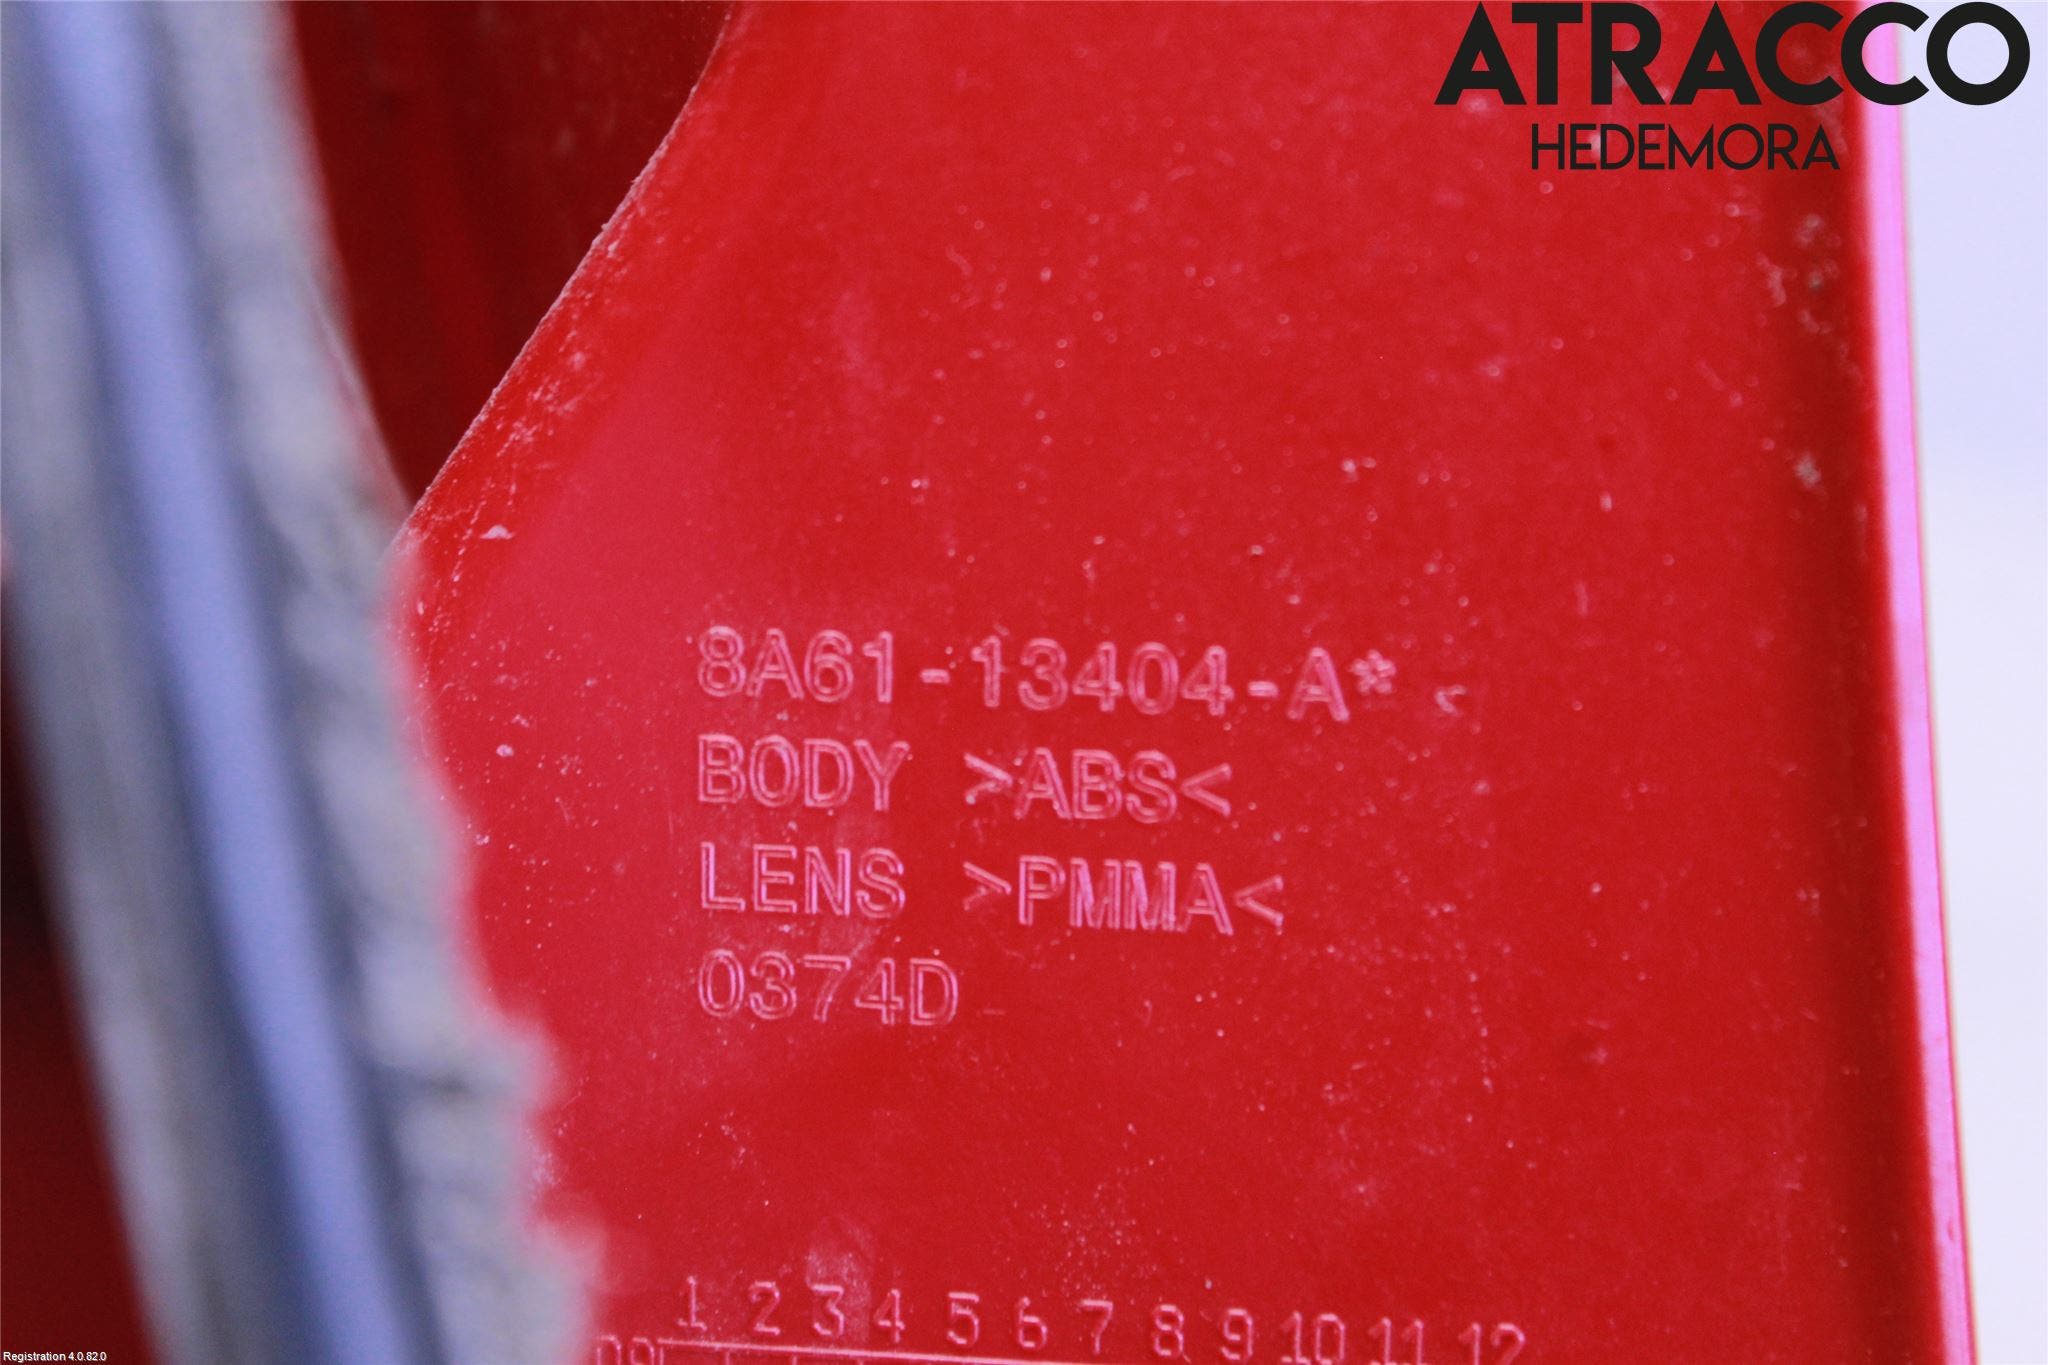 ATRACCO
HEDEMORA
8A61-13404-A*
BODY >ABS<
LENS >PMMA<
0374D
1 2 3 4 5 6 7 8 9 10 11 12
Registration 4.0.82.0